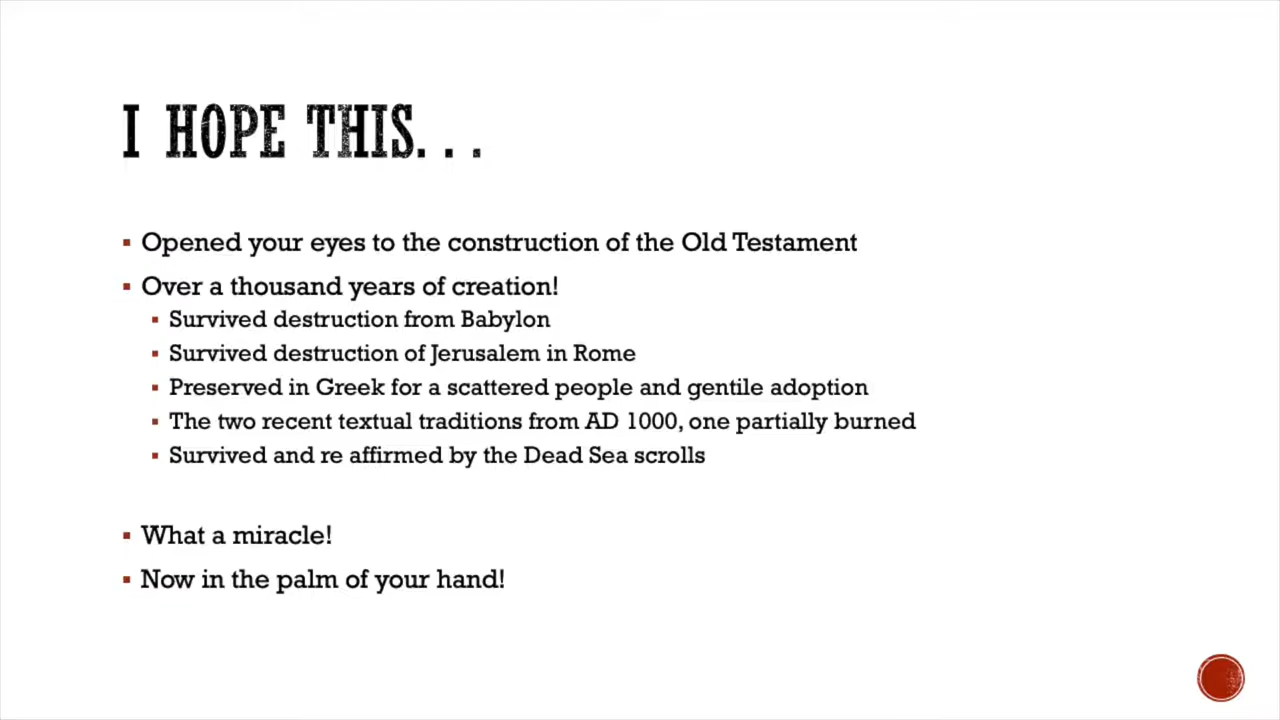 I HOPE THIS. . .
▪ Opened your eyes to the construction of the Old Testament
▪ Over a thousand years of creation!
▪ Survived destruction from Babylon
▪ Survived destruction of Jerusalem in Rome
▪ Preserved in Greek for a scattered people and gentile adoption
▪ The two recent textual traditions from AD 1000, one partially burned
▪ Survived and re affirmed by the Dead Sea scrolls
▪ What a miracle!
▪ Now in the palm of your hand!